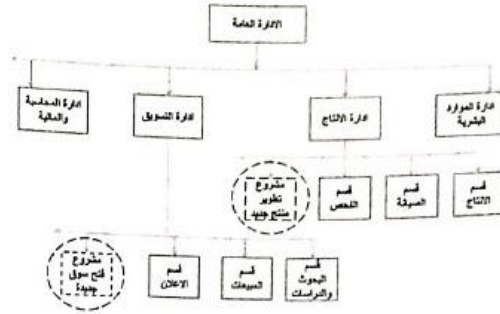 الادارة العامة
ادارة الموارد
البشرية
ادارة الانتاج
ادارة التسويق
ادارة المحاسبة
والمالية
قسم
الانتاج
قسم
الصيانة
قسم
الفحص
مشروع
تطوير
منتج جديد
قسم
البحوث
والدراسات
قسم
المبيعات
قسم
الاعلان
مشروع
فتح سوق
جديدة